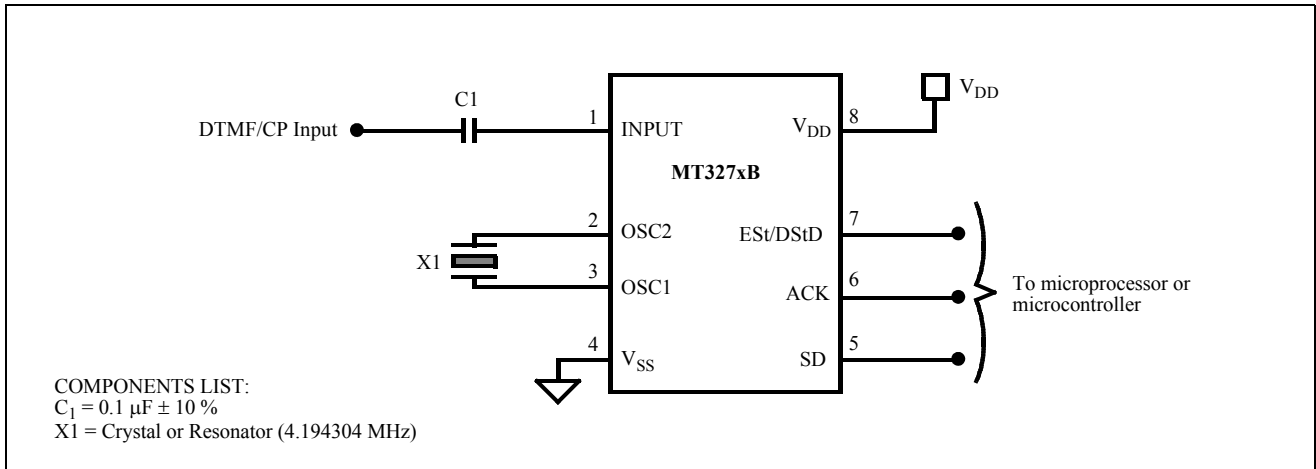 C1
DTMF/CP Input
1
INPUT
V_DD
8
V_DD
MT327xB
2
OSC2
ESt/DStD
7
X1
3
OSC1
ACK
6
To microprocessor or
microcontroller
4
V_SS
SD
5
COMPONENTS LIST:
C_1 = 0.1 μF ± 10 %
X1 = Crystal or Resonator (4.194304 MHz)